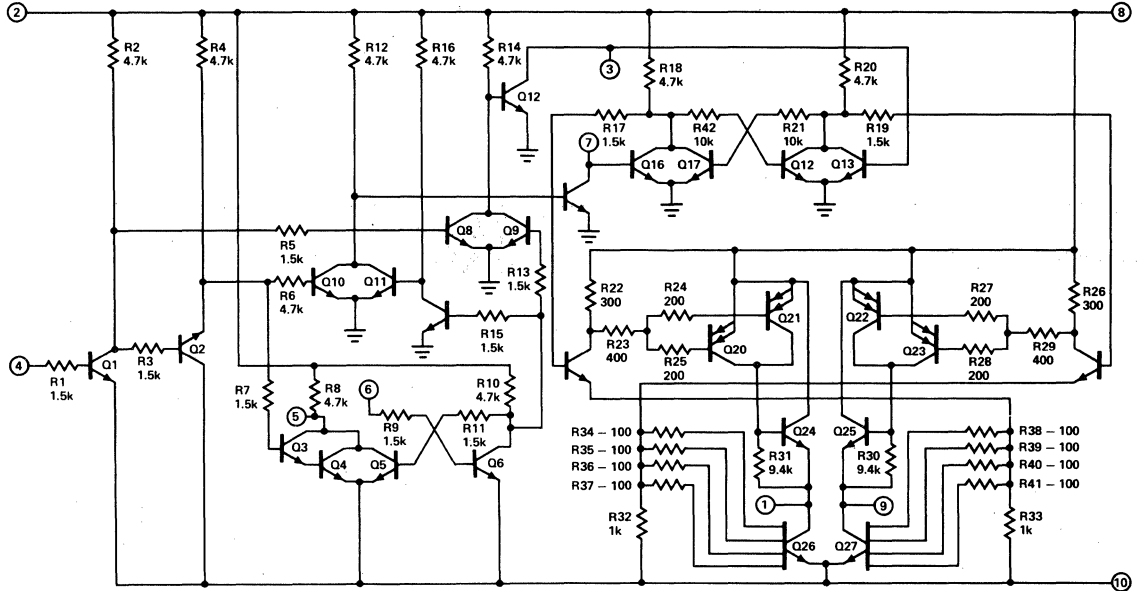 2
8
R2
4.7k
R4
4.7k
R12
4.7k
R16
4.7k
R14
4.7k
Q12
3
R18
4.7k
R20
4.7k
R17
1.5k
R42
10k
R21
10k
R19
1.5k
7
Q16
Q17
Q12
Q13
R5
1.5k
Q8
Q9
R13
1.5k
R6
4.7k
Q10
Q11
R22
300
R24
200
Q21
Q22
R27
200
R26
300
R15
1.5k
R23
400
R25
200
Q20
Q23
R28
200
R29
400
4
R1
1.5k
Q1
R3
1.5k
Q2
R7
1.5k
R8
4.7k
5
6
R9
1.5k
R11
1.5k
R10
4.7k
Q3
Q4
Q5
Q6
R34 – 100
R35 – 100
R36 – 100
R37 – 100
R32
1k
Q24
Q25
R31
9.4k
R30
9.4k
R38 – 100
R39 – 100
R40 – 100
R41 – 100
R33
1k
1
9
Q26
Q27
10